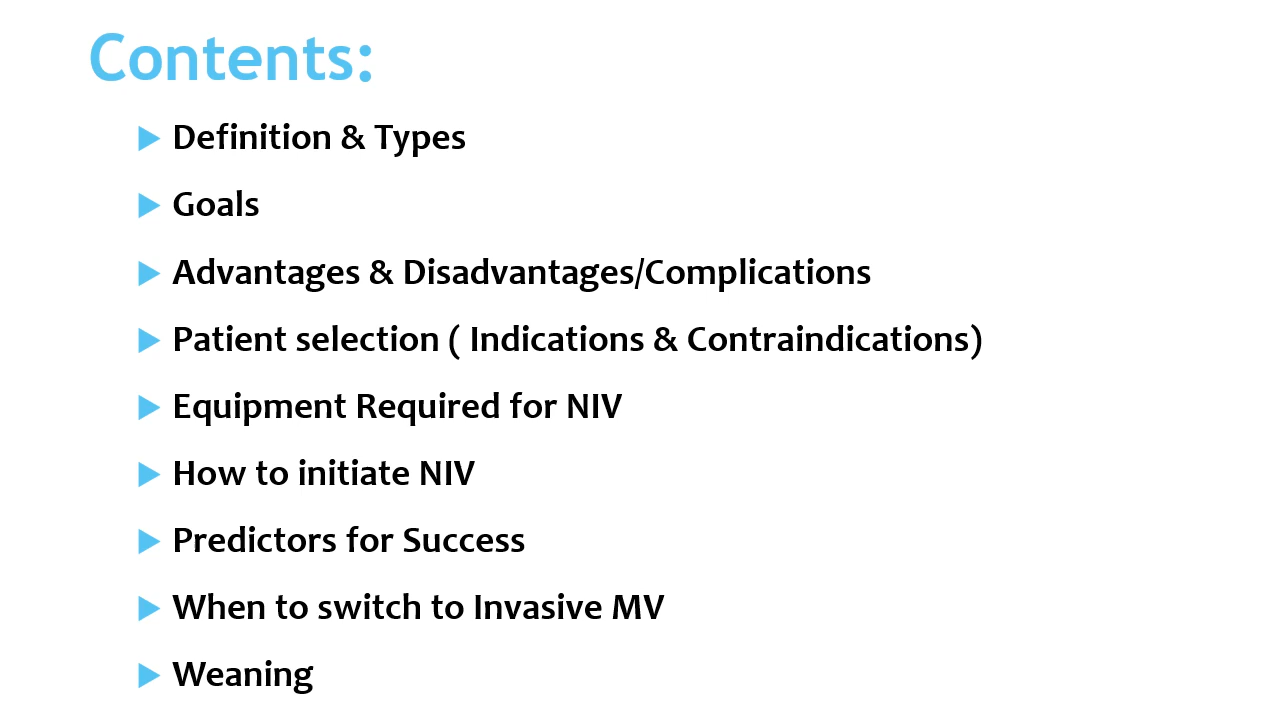 Contents:
Definition & Types
Goals
Advantages & Disadvantages/Complications
Patient selection ( Indications & Contraindications)
Equipment Required for NIV
How to initiate NIV
Predictors for Success
When to switch to Invasive MV
Weaning